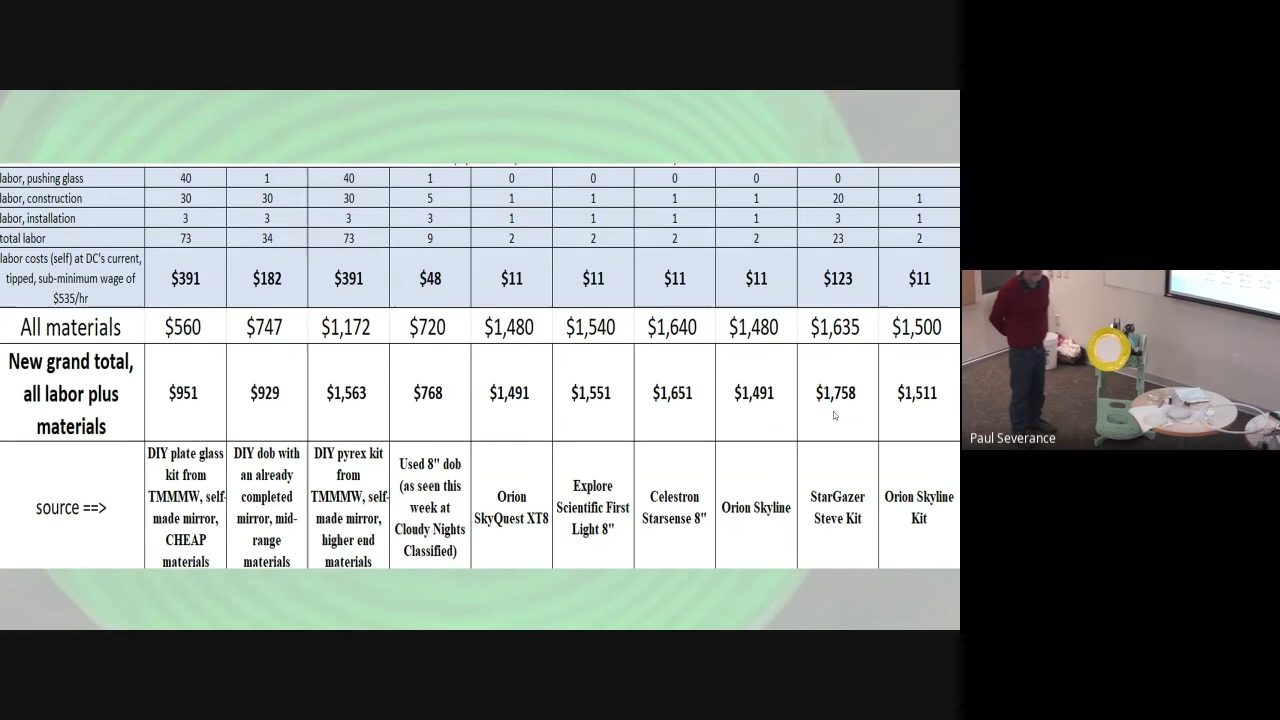 labor, pushing glass 40 1 40 1 0 0 0 0 0
labor, construction 30 30 30 5 1 1 1 1 20 1
labor, installation 3 3 3 3 1 1 1 1 3 1
total labor 73 34 73 9 2 2 2 2 23 2
labor costs (self) at DC's current, tipped, sub-minimum wage of $535/hr $391 $182 $391 $48 $11 $11 $11 $11 $123 $11
All materials $560 $747 $1,172 $720 $1,480 $1,540 $1,640 $1,480 $1,635 $1,500
New grand total, all labor plus materials $951 $929 $1,563 $768 $1,491 $1,551 $1,651 $1,491 $1,758 $1,511
source ==> DIY plate glass kit from TMMMW, self-made mirror, CHEAP materials DIY dob with an already completed mirror, mid-range materials DIY pyrex kit from TMMMW, self-made mirror, higher end materials Used 8" dob (as seen this week at Cloudy Nights Classified) Orion SkyQuest XT8 Explore Scientific First Light 8" Celestron Starsense 8" Orion Skyline StarGazer Steve Kit Orion Skyline Kit
Paul Severance